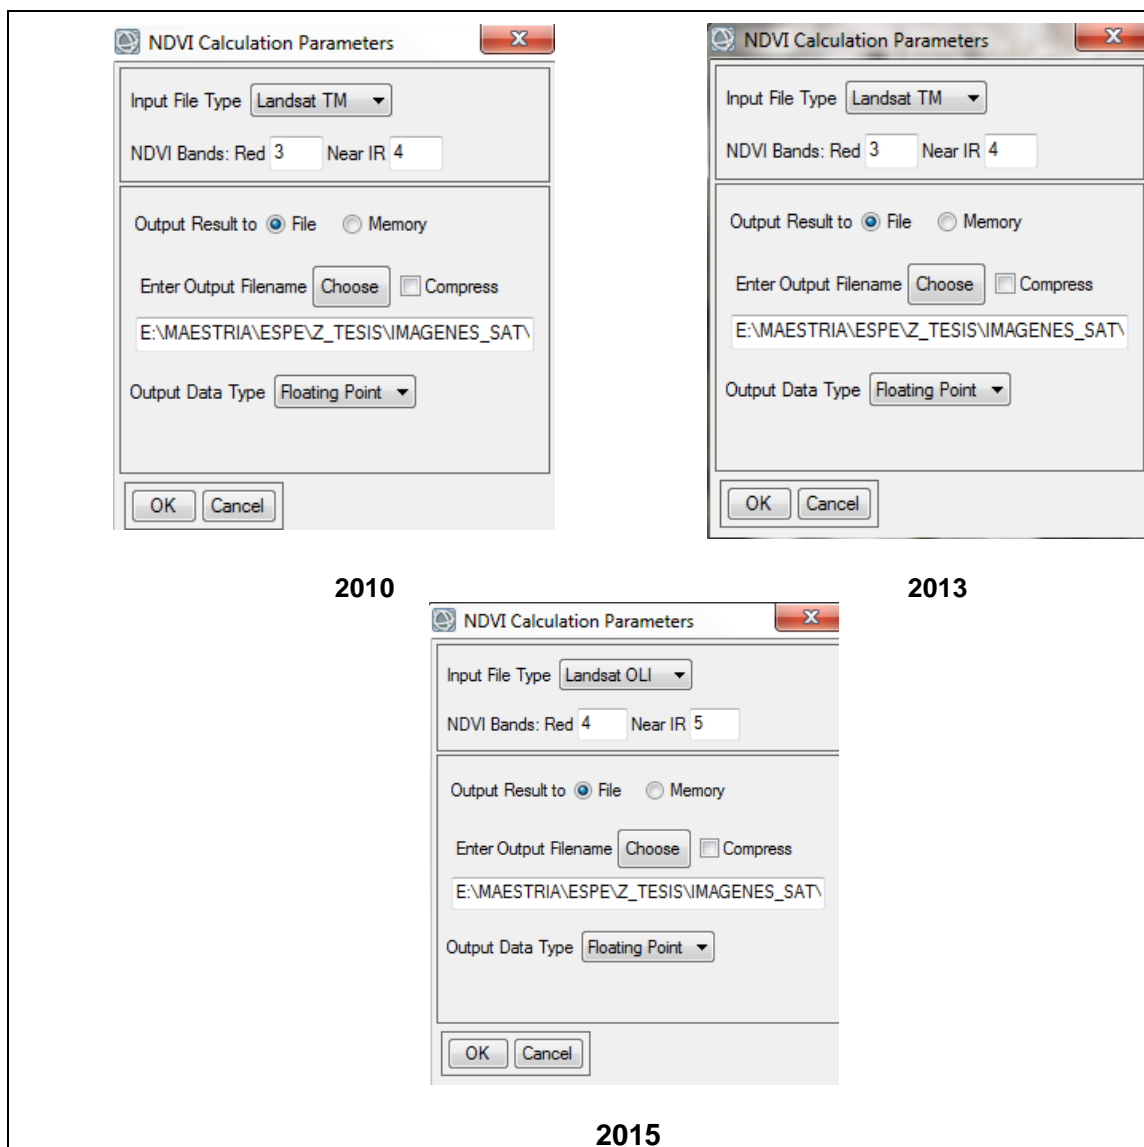 NDVI Calculation Parameters
Input File Type Landsat TM
NDVI Bands: Red 3 Near IR 4
Output Result to File Memory
Enter Output Filename Choose Compress
E:\MAESTRIA\ESPE\Z_TESIS\IMAGENES_SAT\
Output Data Type Floating Point
OK Cancel
2010
NDVI Calculation Parameters
Input File Type Landsat TM
NDVI Bands: Red 3 Near IR 4
Output Result to File Memory
Enter Output Filename Choose Compress
E:\MAESTRIA\ESPE\Z_TESIS\IMAGENES_SAT\
Output Data Type Floating Point
OK Cancel
2013
NDVI Calculation Parameters
Input File Type Landsat OLI
NDVI Bands: Red 4 Near IR 5
Output Result to File Memory
Enter Output Filename Choose Compress
E:\MAESTRIA\ESPE\Z_TESIS\IMAGENES_SAT\
Output Data Type Floating Point
OK Cancel
2015